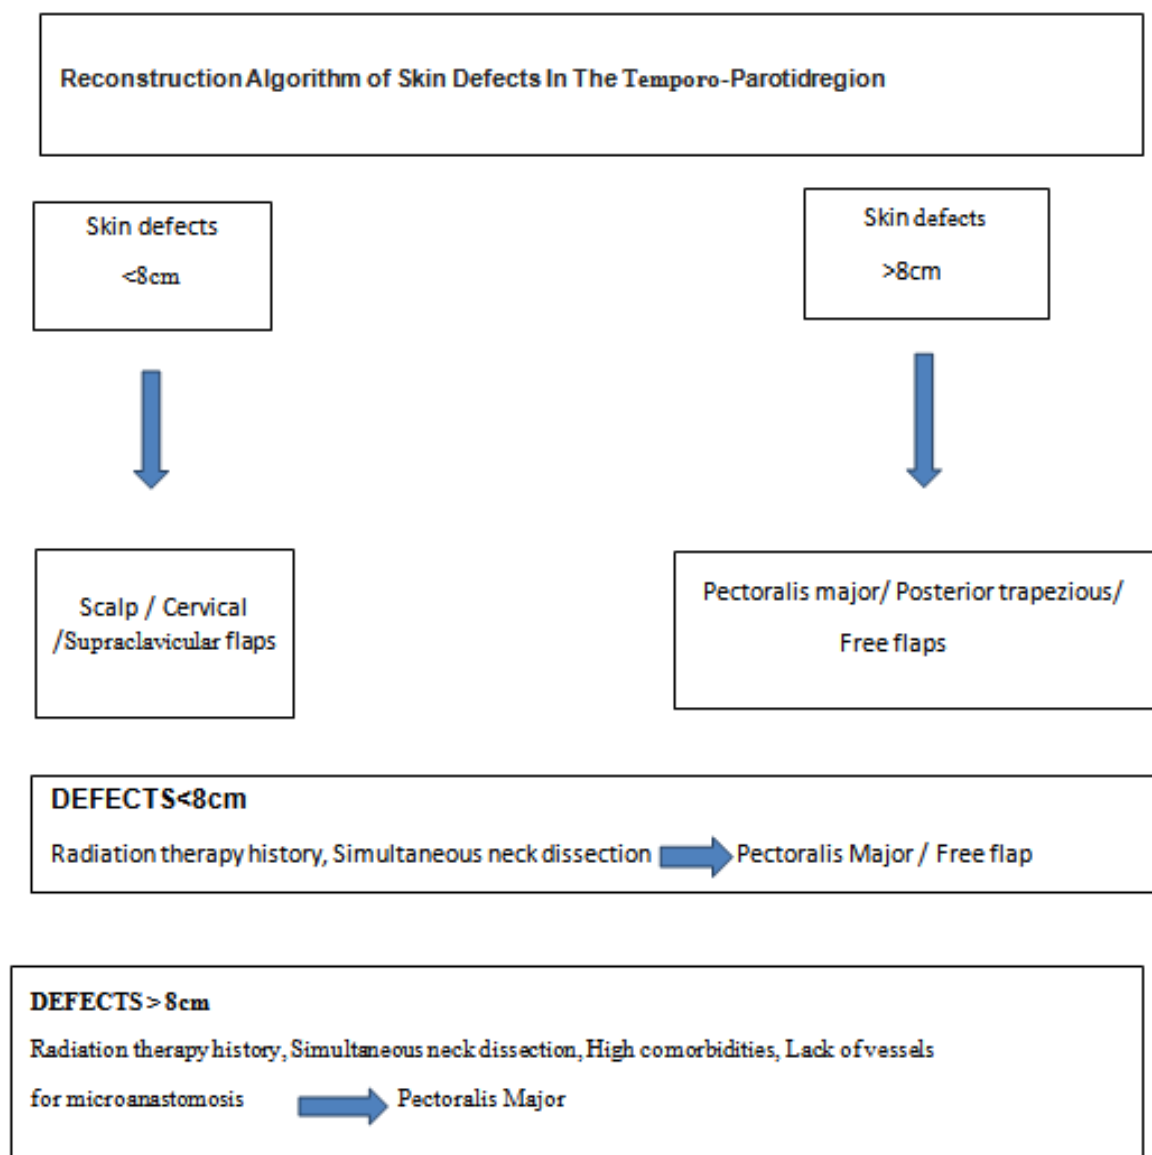 Reconstruction Algorithm of Skin Defects In The Temporo-Parotidregion
Skin defects
<8cm
Skin defects
>8cm
Scalp / Cervical
/Supraclavicular flaps
Pectoralis major/ Posterior trapezious/
Free flaps
DEFECTS<8cm
Radiation therapy history, Simultaneous neck dissection Pectoralis Major / Free flap
DEFECTS > 8cm
Radiation therapy history, Simultaneous neck dissection, High comorbidities, Lack of vessels
for microanastomosis Pectoralis Major